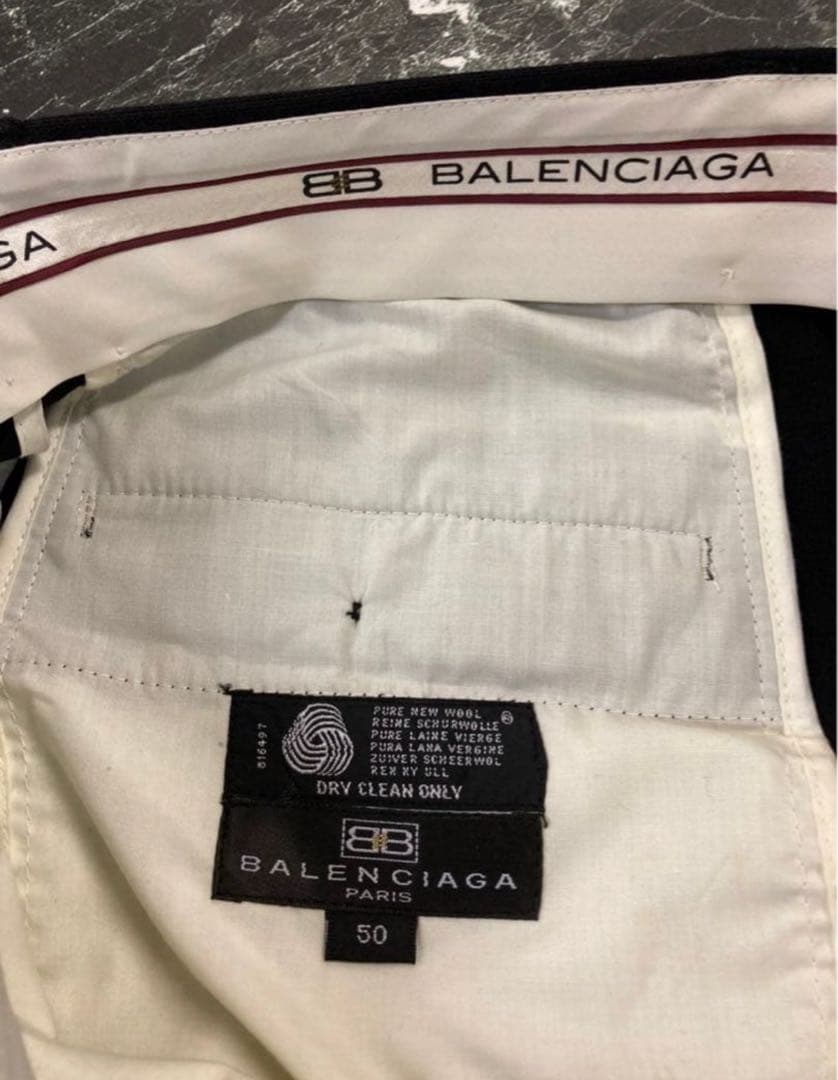 BB BALENCIAGA
GA
816497
PURE NEW WOOL ®
REINE SCHURWOLLE
PURE LAINE VIERGE
PURA LANA VERGINE
ZUIVER SCHEERWOL
REN NY ULL
DRY CLEAN ONLY
BB
BALENCIAGA
PARIS
50